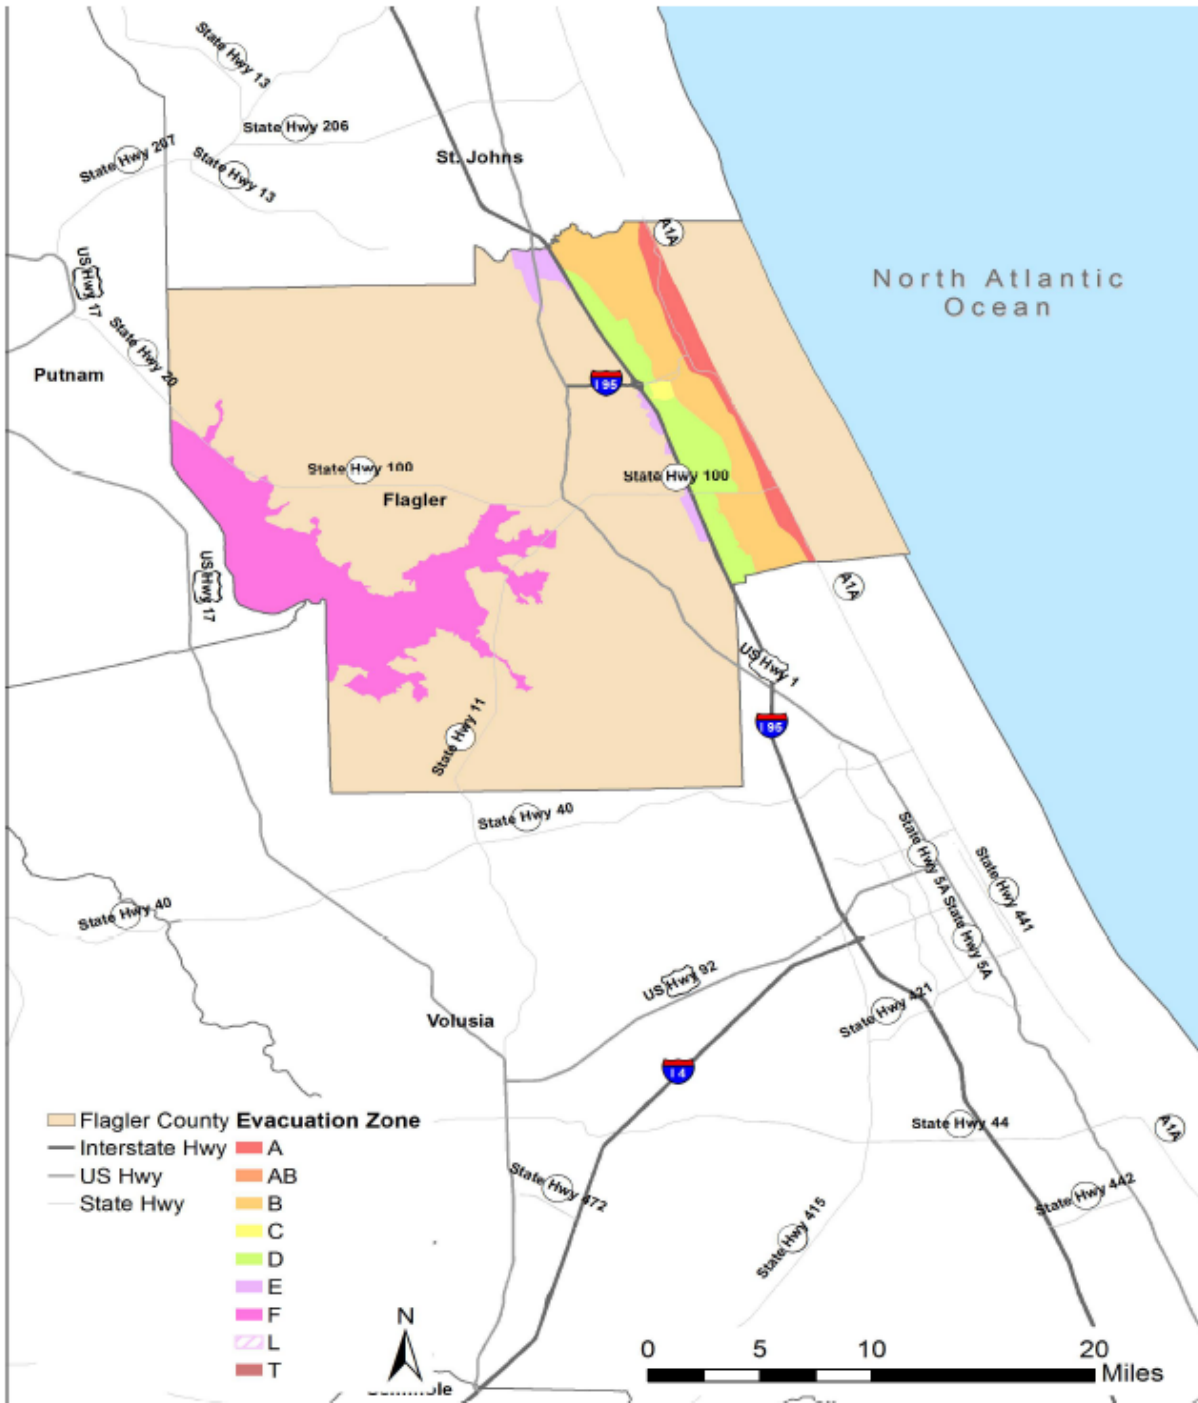 State Hwy 13
State Hwy 206
State Hwy 207
State Hwy 13
St. Johns
A1A
US Hwy 17
North Atlantic
Ocean
State Hwy 20
Putnam
I 95
State Hwy 100
State Hwy 100
Flagler
US Hwy 17
A1A
US Hwy 1
I 95
State Hwy 11
State Hwy 40
State Hwy 5A
State Hwy 441
State Hwy 40
State Hwy 5A
US Hwy 92
State Hwy 421
Volusia
I 4
Flagler County
Interstate Hwy
US Hwy
State Hwy
Evacuation Zone
A
AB
B
C
D
E
F
L
T
State Hwy 44
A1A
State Hwy 472
State Hwy 442
State Hwy 415
N
0 5 10 20
Miles